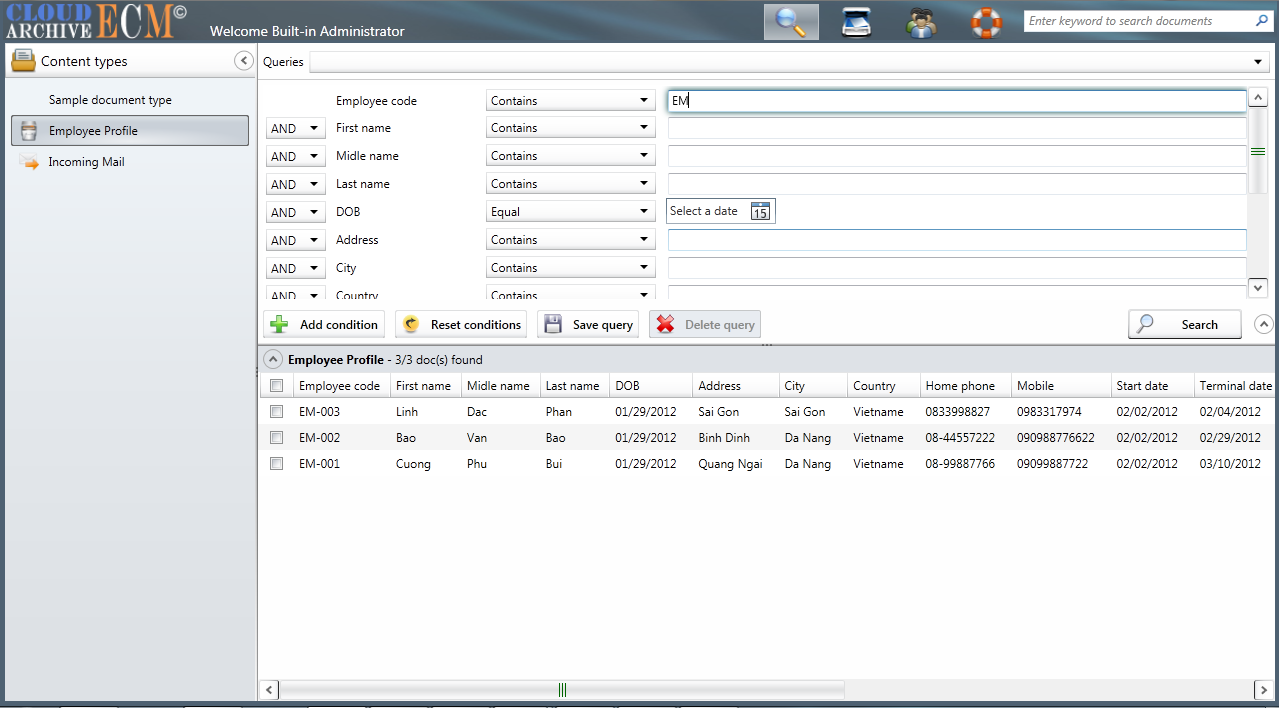 CLOUD ARCHIVE ECM©
Welcome Built-in Administrator
Enter keyword to search documents
Content types
Queries
Sample document type
Employee Profile
Incoming Mail
Employee code Contains EM
AND First name Contains
AND Midle name Contains
AND Last name Contains
AND DOB Equal Select a date 15
AND Address Contains
AND City Contains
AND Country Contains
Add condition Reset conditions Save query Delete query Search
Employee Profile - 3/3 doc(s) found
Employee code First name Midle name Last name DOB Address City Country Home phone Mobile Start date Terminal date
EM-003 Linh Dac Phan 01/29/2012 Sai Gon Sai Gon Vietname 0833998827 0983317974 02/02/2012 02/04/2012
EM-002 Bao Van Bao 01/29/2012 Binh Dinh Da Nang Vietname 08-44557222 090988776622 02/02/2012 02/29/2012
EM-001 Cuong Phu Bui 01/29/2012 Quang Ngai Da Nang Vietname 08-99887766 09099887722 02/02/2012 03/10/2012